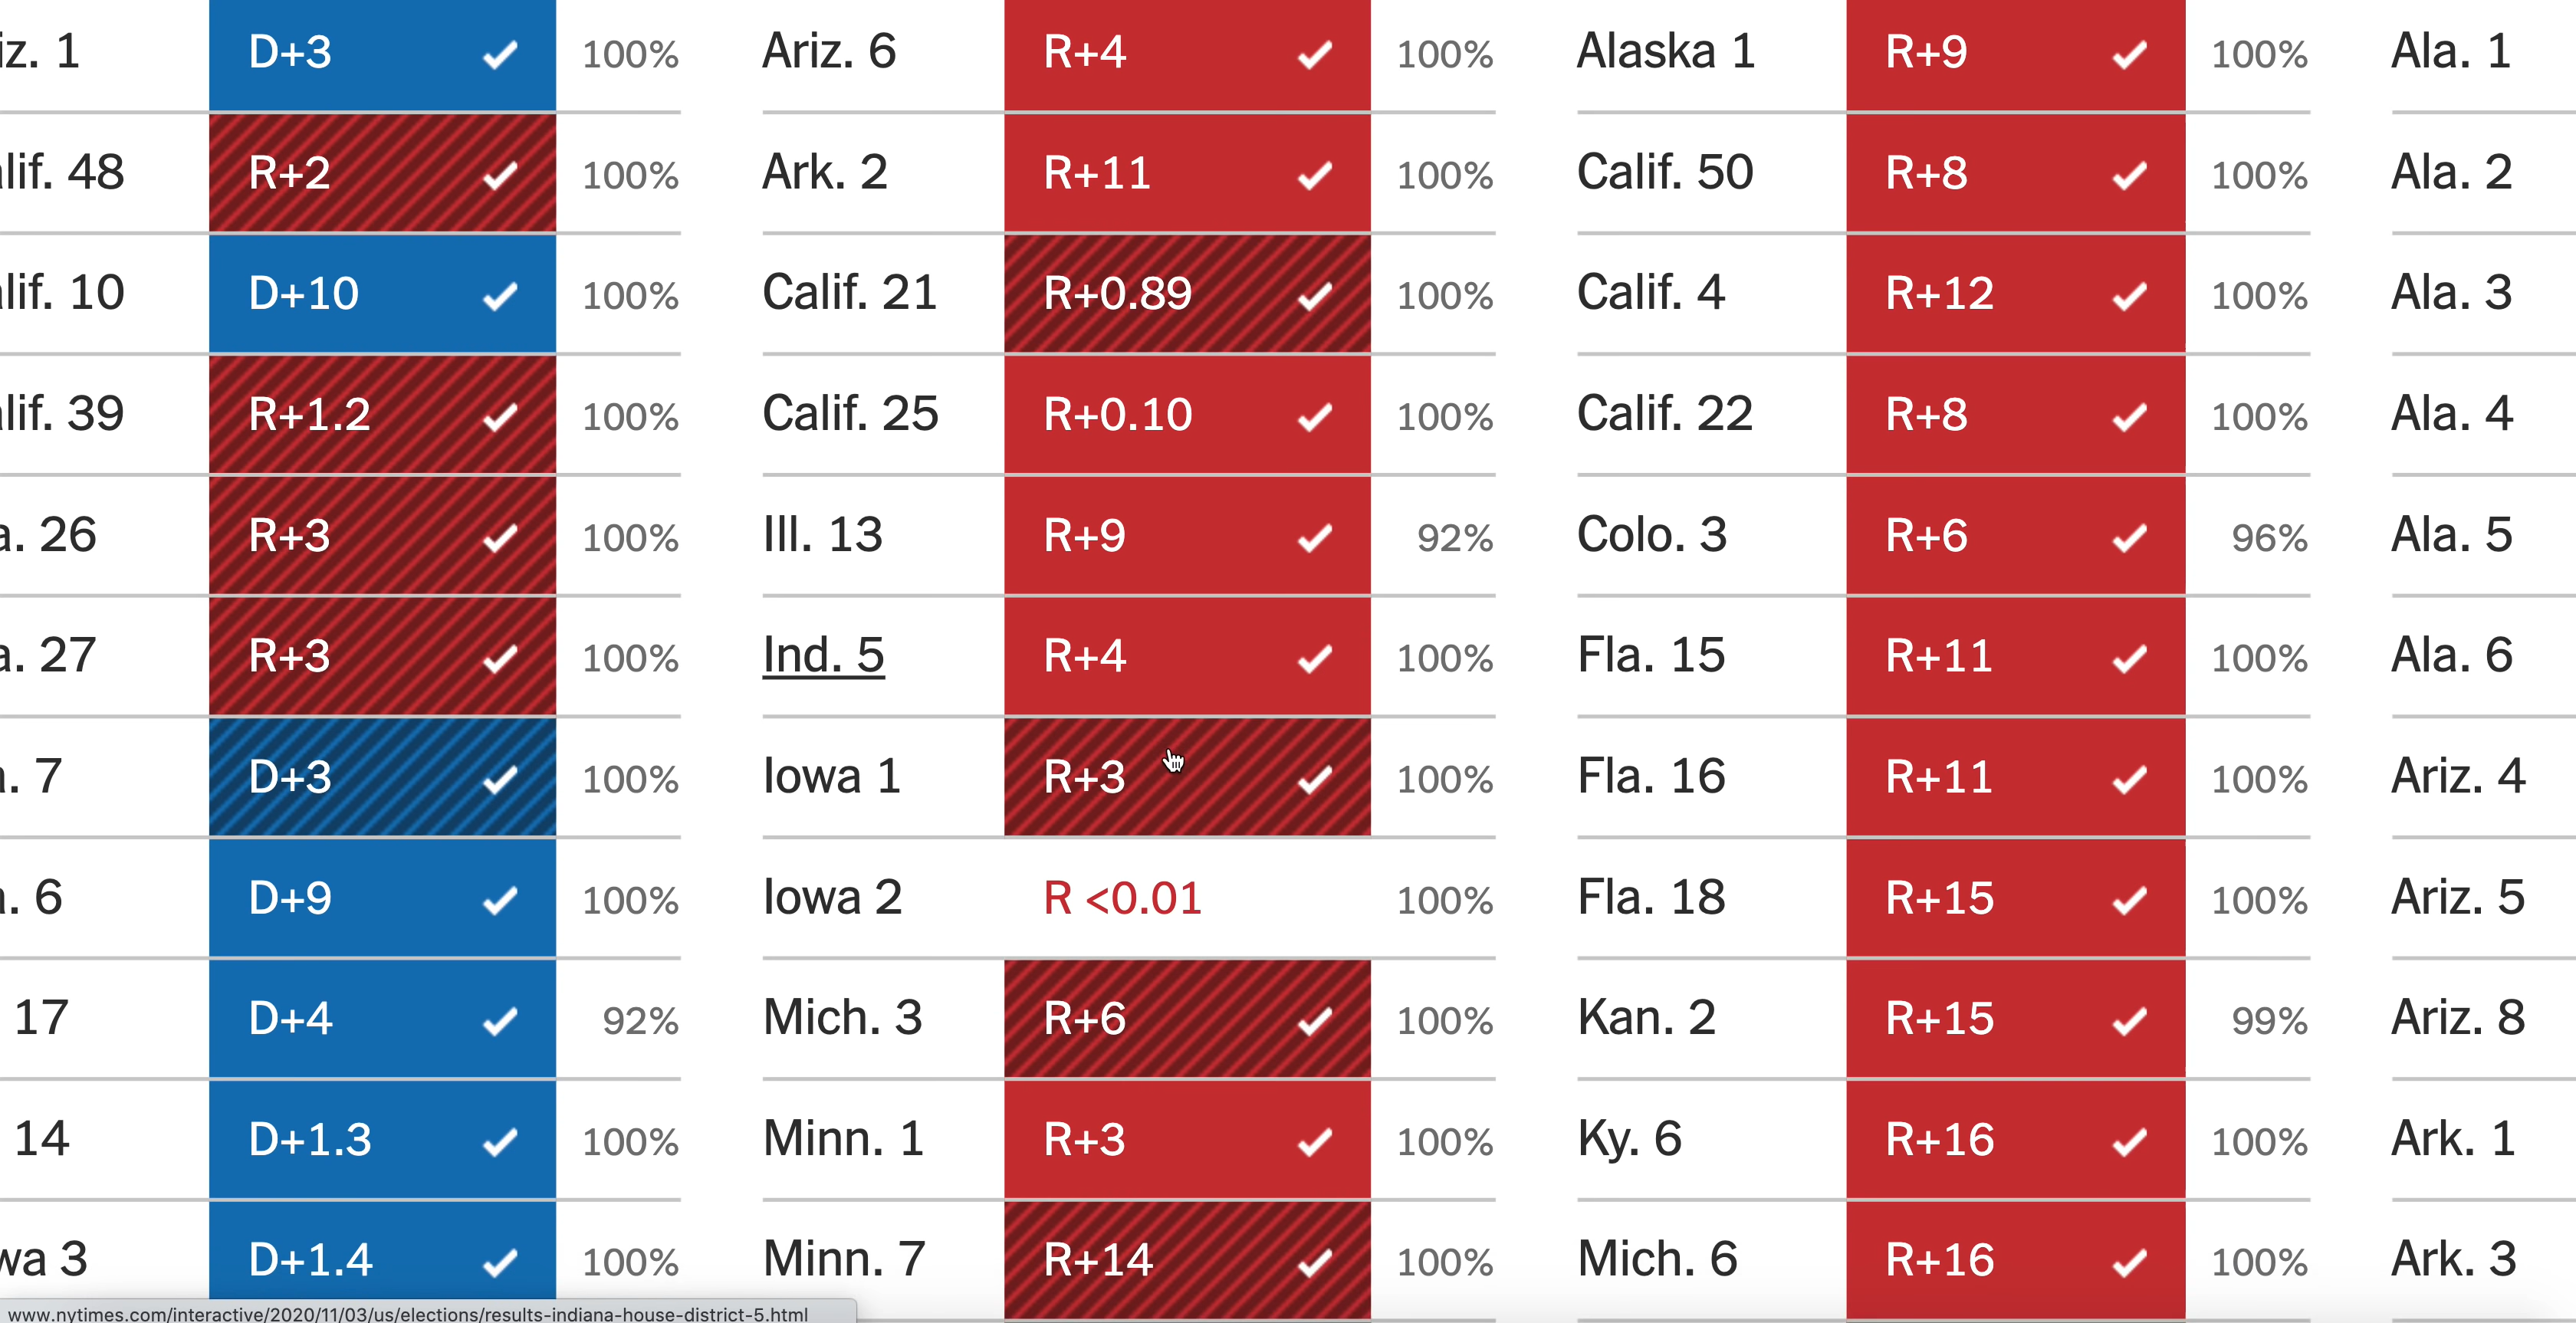 iz. 1 D+3 100% Ariz. 6 R+4 100% Alaska 1 R+9 100% Ala. 1
lif. 48 R+2 100% Ark. 2 R+11 100% Calif. 50 R+8 100% Ala. 2
lif. 10 D+10 100% Calif. 21 R+0.89 100% Calif. 4 R+12 100% Ala. 3
lif. 39 R+1.2 100% Calif. 25 R+0.10 100% Calif. 22 R+8 100% Ala. 4
a. 26 R+3 100% Ill. 13 R+9 92% Colo. 3 R+6 96% Ala. 5
a. 27 R+3 100% Ind. 5 R+4 100% Fla. 15 R+11 100% Ala. 6
. 7 D+3 100% Iowa 1 R+3 100% Fla. 16 R+11 100% Ariz. 4
. 6 D+9 100% Iowa 2 R <0.01 100% Fla. 18 R+15 100% Ariz. 5
17 D+4 92% Mich. 3 R+6 100% Kan. 2 R+15 99% Ariz. 8
14 D+1.3 100% Minn. 1 R+3 100% Ky. 6 R+16 100% Ark. 1
wa 3 D+1.4 100% Minn. 7 R+14 100% Mich. 6 R+16 100% Ark. 3
www.nytimes.com/interactive/2020/11/03/us/elections/results-indiana-house-district-5.html